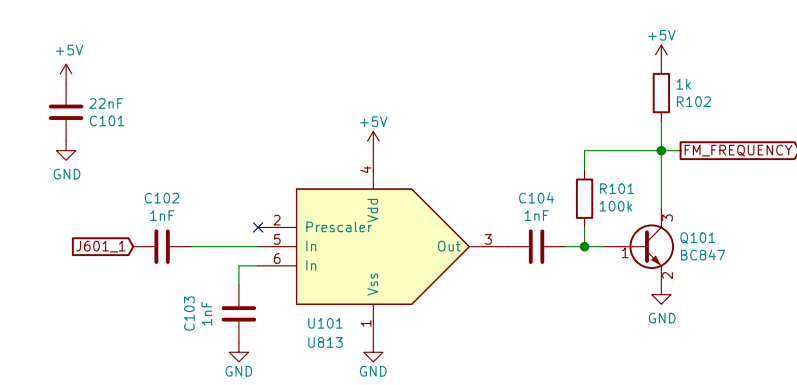 +5V
+5V
22nF
C101
GND
1k
R102
FM_FREQUENCY
+5V
4
Vdd
C102
1nF
J601_1
2
Prescaler
5
In
6
In
Out
3
Vss
1
U101
U813
GND
C103
1nF
GND
C104
1nF
R101
100k
3
Q101
BC847
1
2
GND